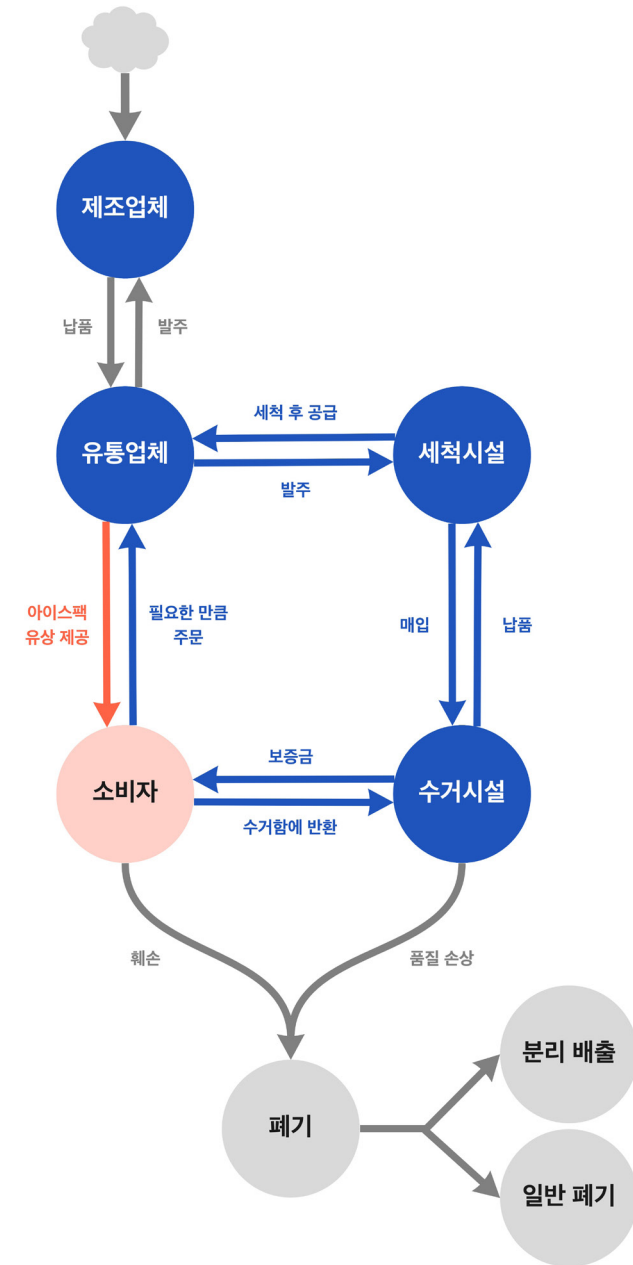 제조업체
납품
발주
세척 후 공급
유통업체
세척시설
발주
아이스팩
유상 제공
필요한 만큼
주문
매입
납품
보증금
소비자
수거시설
수거함에 반환
훼손
품질 손상
분리 배출
폐기
일반 폐기